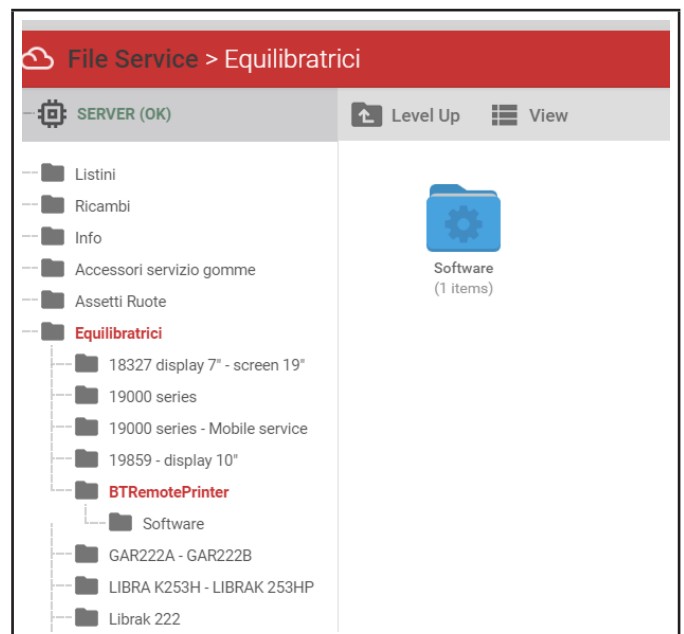 File Service > Equilibratrici
SERVER (OK)
Level Up
View
Listini
Ricambi
Info
Accessori servizio gomme
Assetti Ruote
Equilibratrici
18327 display 7" - screen 19"
19000 series
19000 series - Mobile service
19859 - display 10"
BTRemotePrinter
Software
GAR222A - GAR222B
LIBRA K253H - LIBRAK 253HP
Librak 222
Software
(1 items)